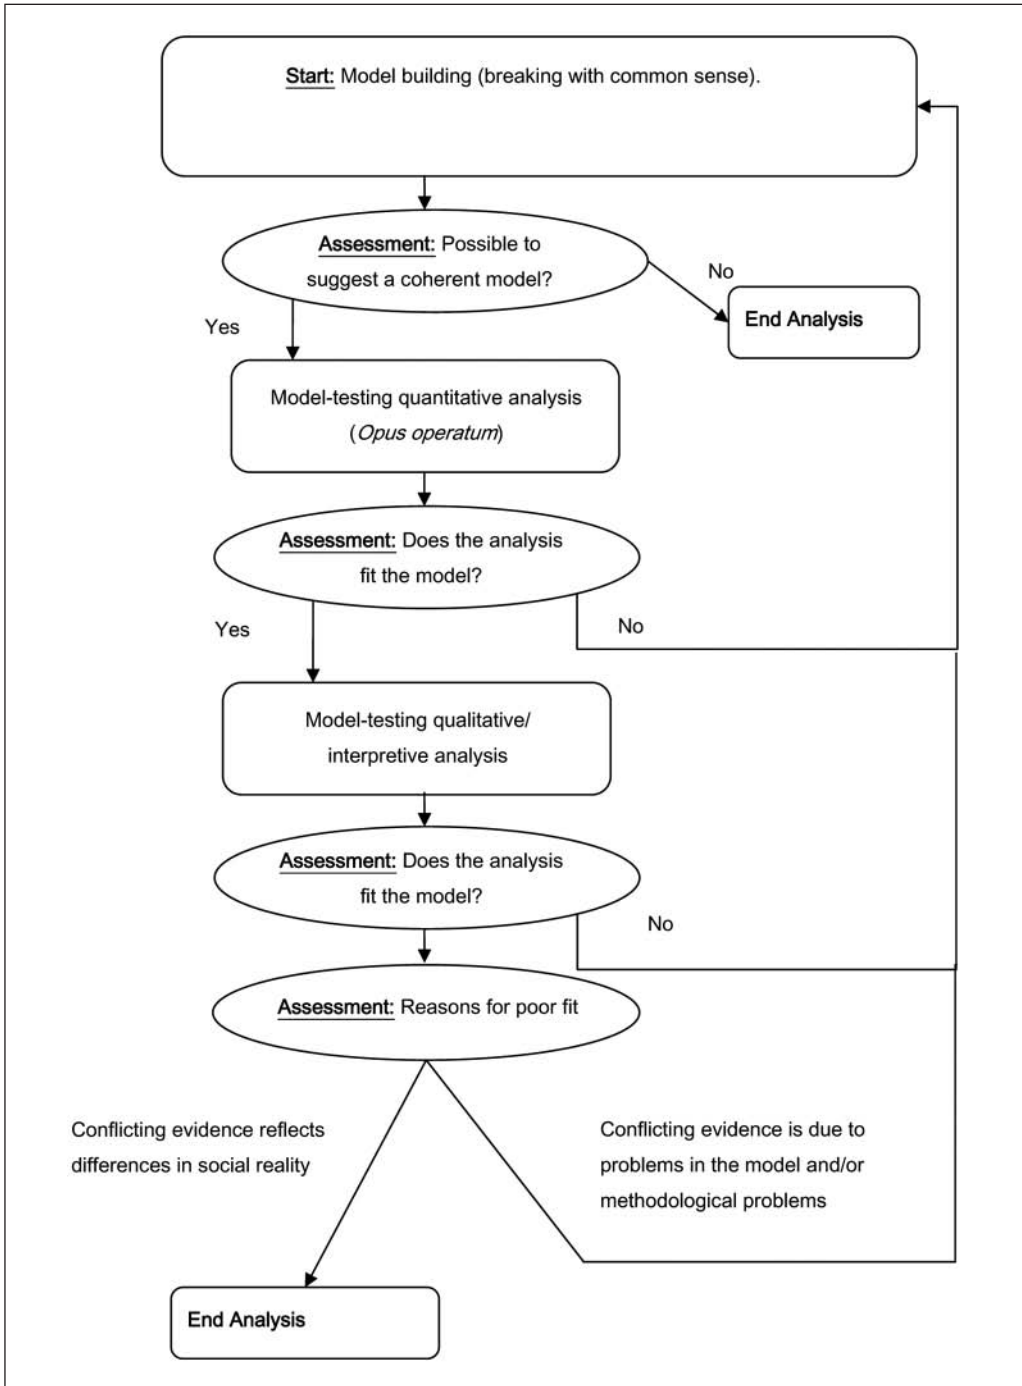 Start: Model building (breaking with common sense).
Assessment: Possible to
suggest a coherent model?
No
End Analysis
Yes
Model-testing quantitative analysis
(Opus operatum)
Assessment: Does the analysis
fit the model?
Yes
No
Model-testing qualitative/
interpretive analysis
Assessment: Does the analysis
fit the model?
No
Assessment: Reasons for poor fit
Conflicting evidence reflects
differences in social reality
Conflicting evidence is due to
problems in the model and/or
methodological problems
End Analysis